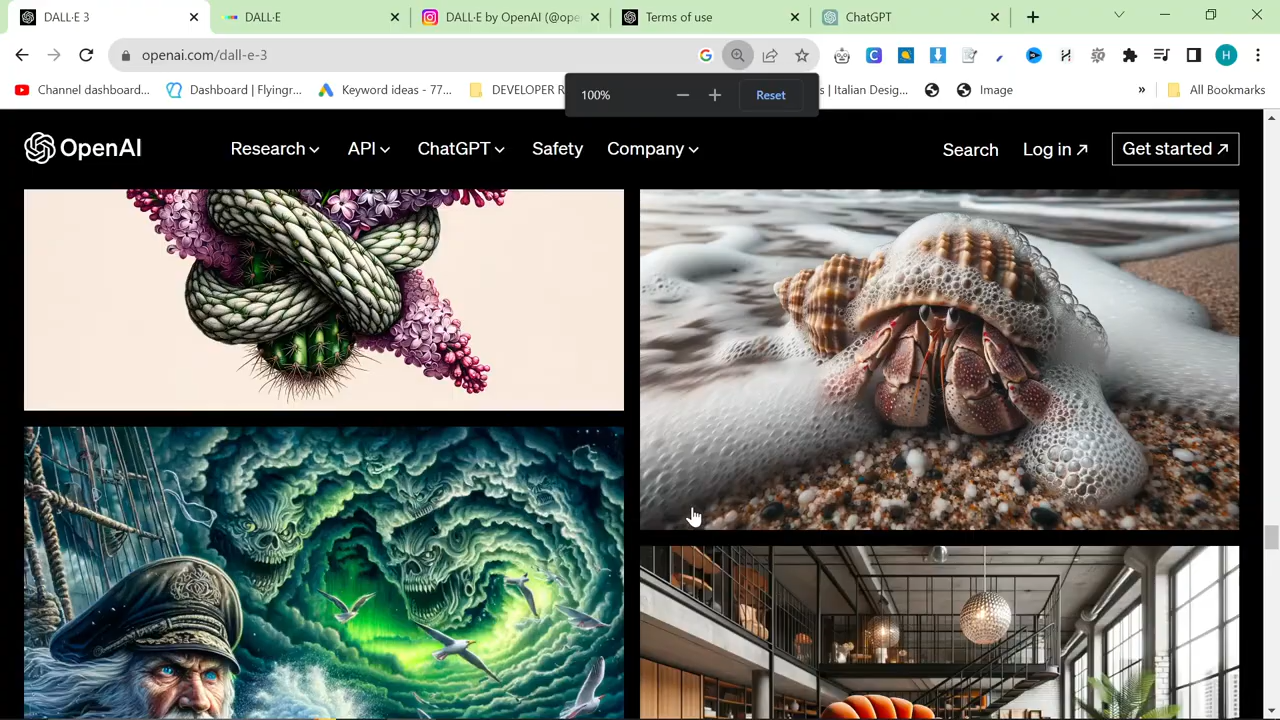 DALL·E 3
DALL·E
DALL·E by OpenAI (@ope
Terms of use
ChatGPT
openai.com/dall-e-3
H
Channel dashboard...
Dashboard | Flyingr...
Keyword ideas - 77...
DEVELOPER R
s | Italian Desig...
Image
»
All Bookmarks
100%
Reset
OpenAI
Research
API
ChatGPT
Safety
Company
Search
Log in ↗
Get started ↗